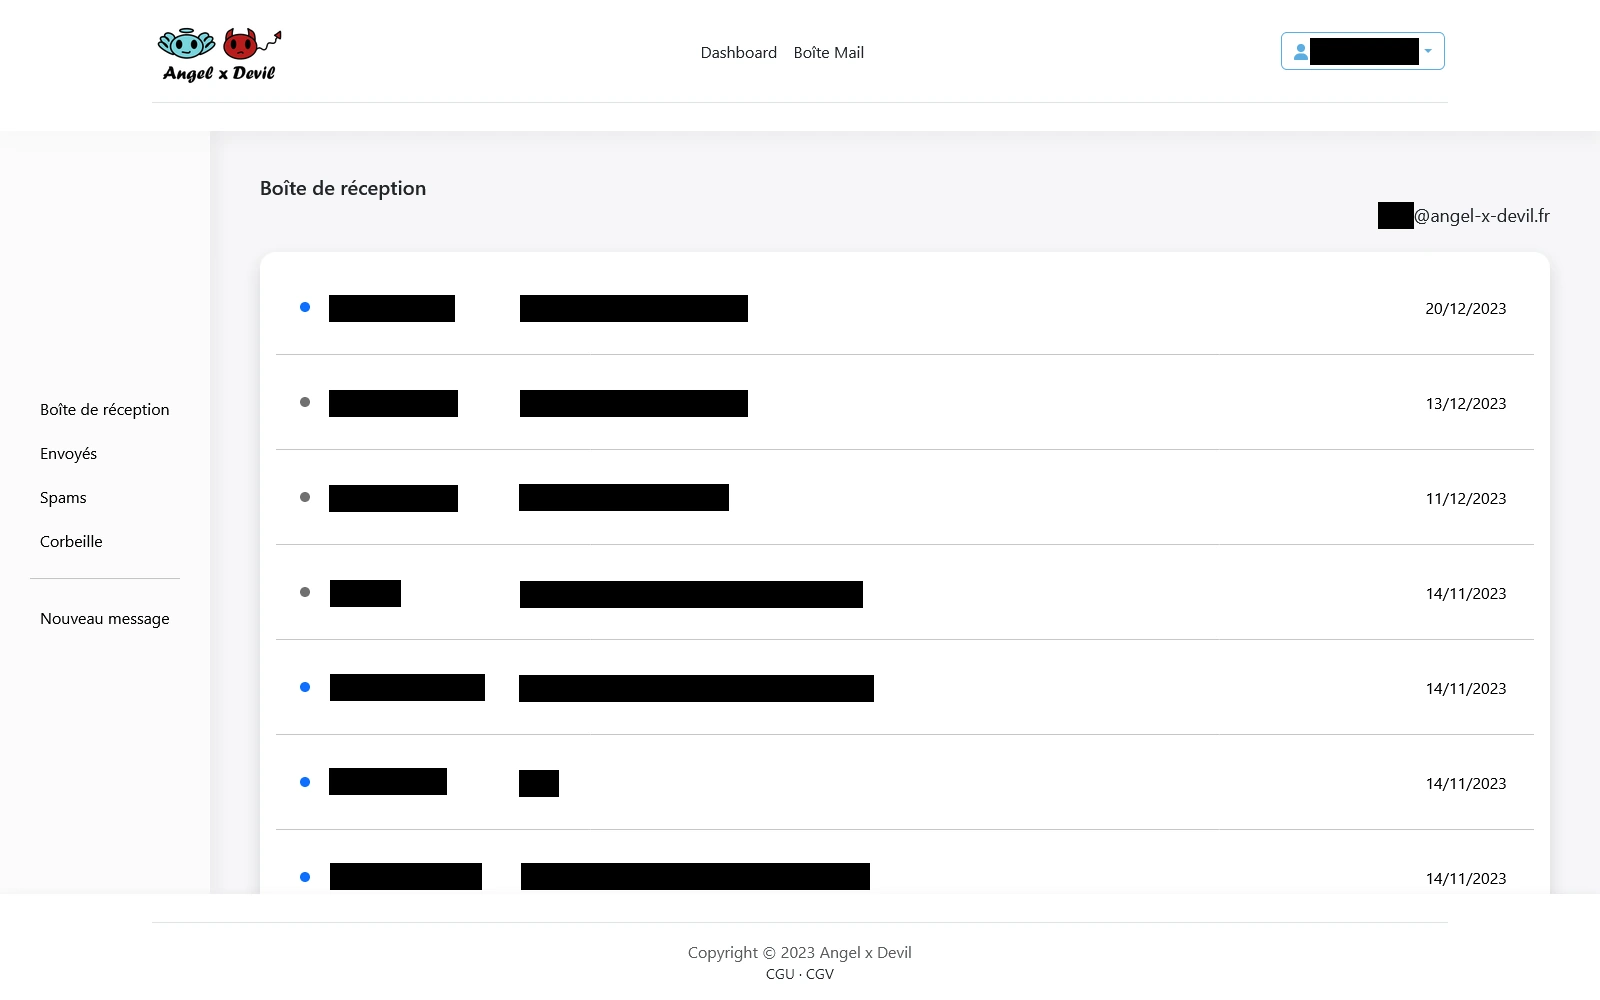 Angel x Devil
Dashboard Boîte Mail
Boîte de réception
@angel-x-devil.fr
20/12/2023
13/12/2023
11/12/2023
14/11/2023
14/11/2023
14/11/2023
14/11/2023
Boîte de réception
Envoyés
Spams
Corbeille
Nouveau message
Copyright © 2023 Angel x Devil
CGU · CGV